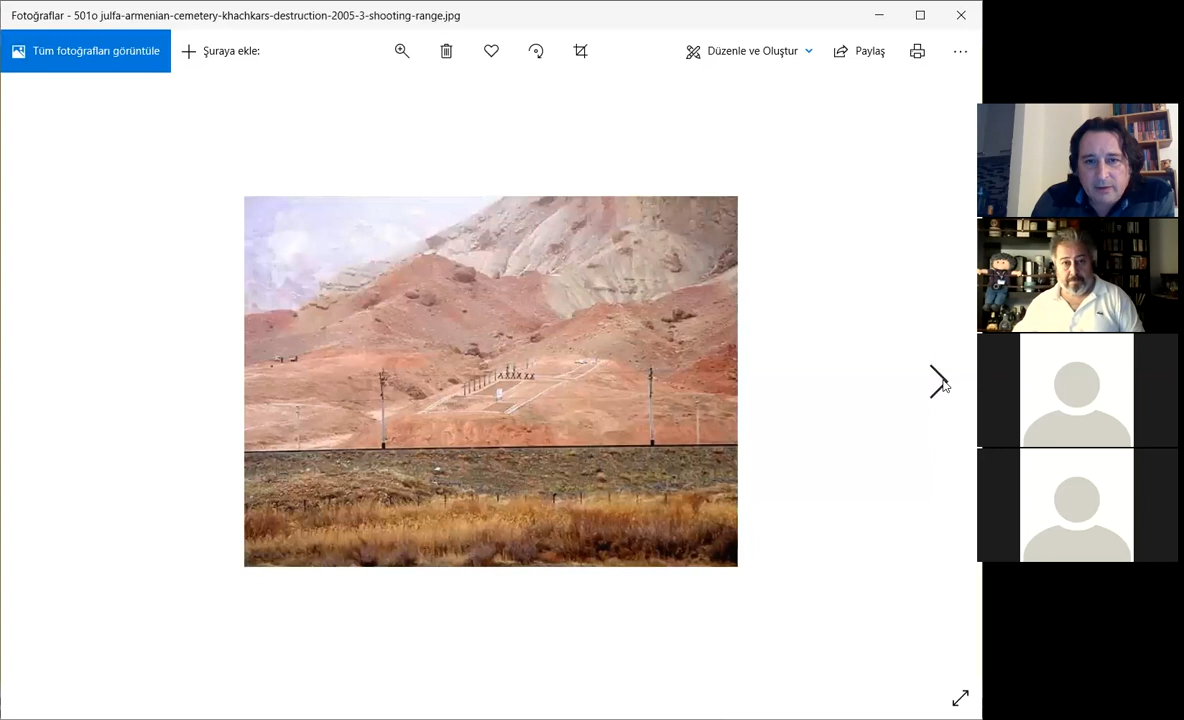 Fotoğraflar - 501o julfa-armenian-cemetery-khachkars-destruction-2005-3-shooting-range.jpg
Tüm fotoğrafları görüntüle
Şuraya ekle:
Düzenle ve Oluştur
Paylaş